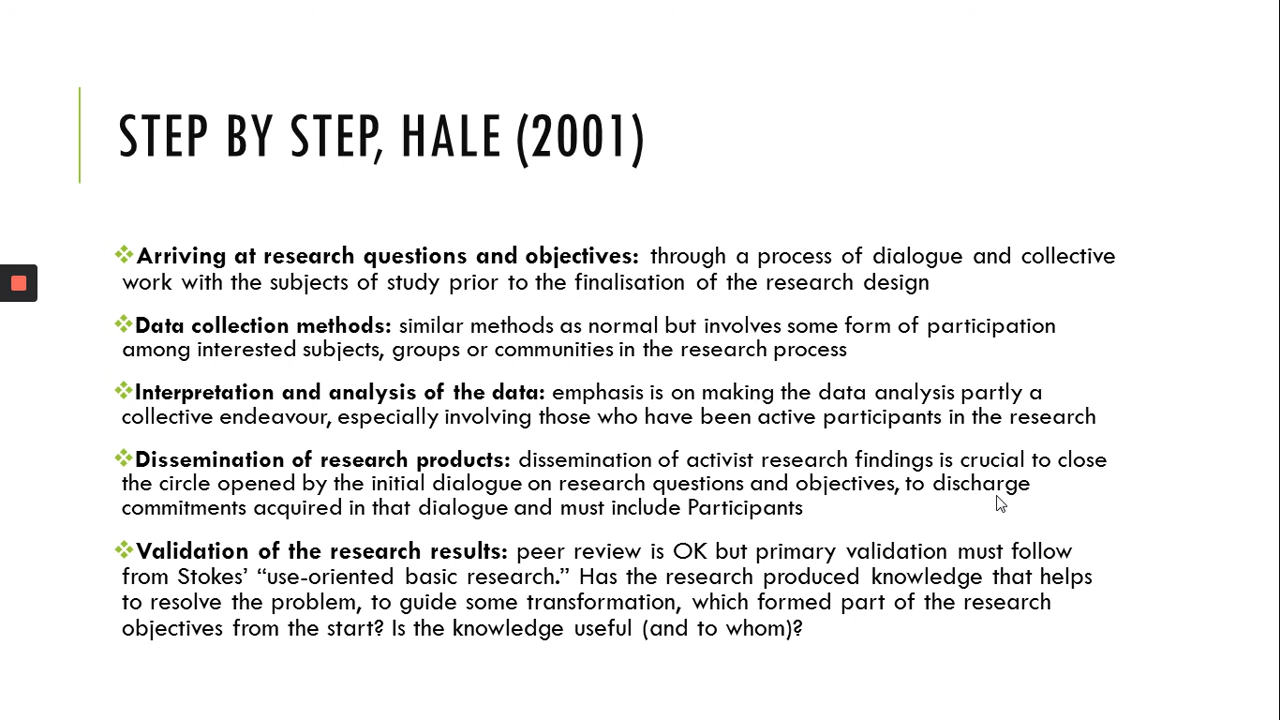 STEP BY STEP, HALE (2001)
❖Arriving at research questions and objectives: through a process of dialogue and collective
work with the subjects of study prior to the finalisation of the research design
❖Data collection methods: similar methods as normal but involves some form of participation
among interested subjects, groups or communities in the research process
❖Interpretation and analysis of the data: emphasis is on making the data analysis partly a
collective endeavour, especially involving those who have been active participants in the research
❖Dissemination of research products: dissemination of activist research findings is crucial to close
the circle opened by the initial dialogue on research questions and objectives, to discharge
commitments acquired in that dialogue and must include Participants
❖Validation of the research results: peer review is OK but primary validation must follow
from Stokes’ “use-oriented basic research.” Has the research produced knowledge that helps
to resolve the problem, to guide some transformation, which formed part of the research
objectives from the start? Is the knowledge useful (and to whom)?